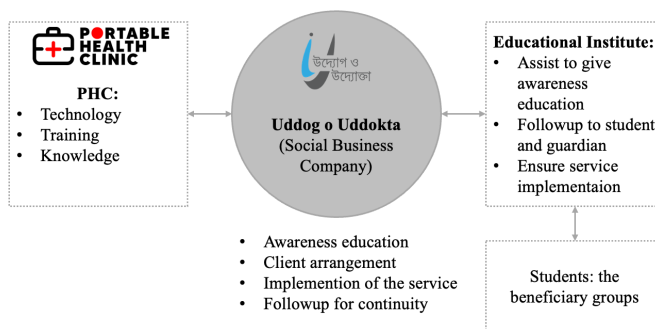 PORTABLE
HEALTH
CLINIC
PHC:
• Technology
• Training
• Knowledge
উদ্যোগ ও
উদ্যোক্তা
Uddog o Uddokta
(Social Business
Company)
• Awareness education
• Client arrangement
• Implemention of the service
• Followup for continuity
Educational Institute:
• Assist to give
awareness
education
• Followup to student
and guardian
• Ensure service
implementaion
Students: the
beneficiary groups